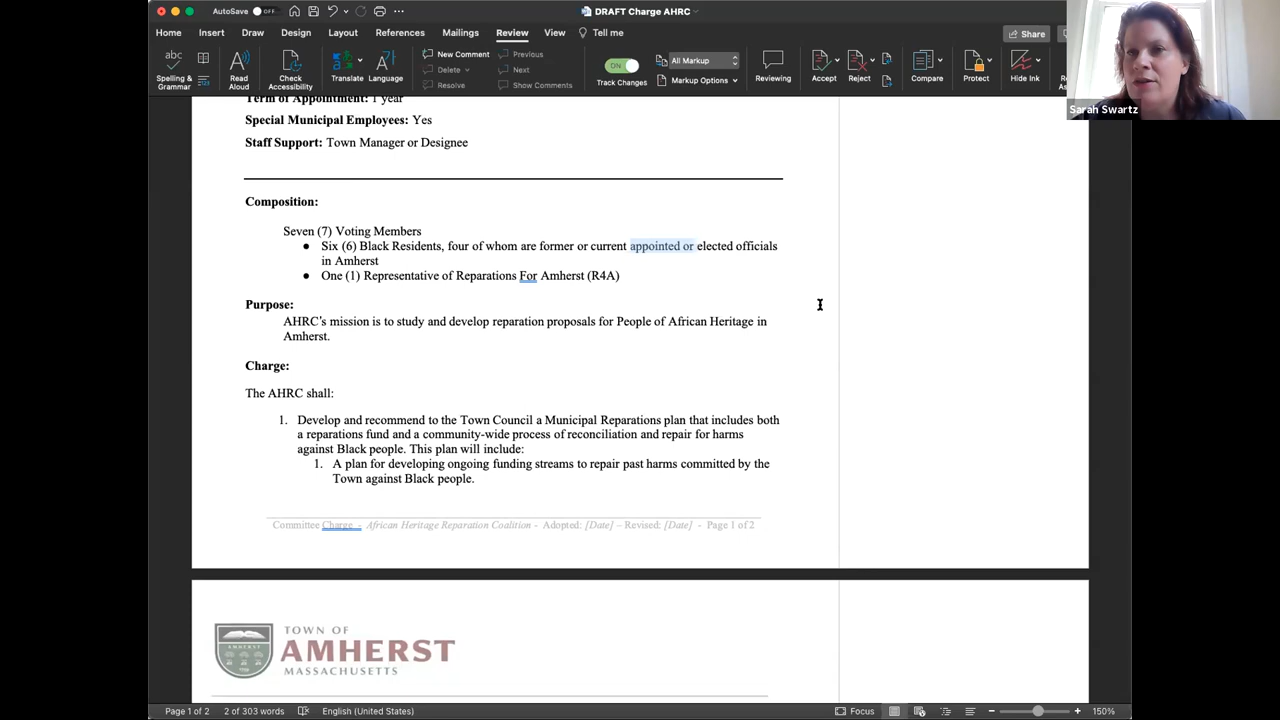 AutoSave OFF
DRAFT Charge AHRC
Home Insert Draw Design Layout References Mailings Review View Tell me
Share
Spelling & Grammar
Read Aloud
Check Accessibility
Translate
Language
New Comment
Delete
Resolve
Previous
Next
Show Comments
ON
Track Changes
All Markup
Markup Options
Reviewing
Accept
Reject
Compare
Protect
Hide Ink
Sarah Swartz
Term of Appointment: 1 year
Special Municipal Employees: Yes
Staff Support: Town Manager or Designee
Composition:
Seven (7) Voting Members
● Six (6) Black Residents, four of whom are former or current appointed or elected officials
in Amherst
● One (1) Representative of Reparations For Amherst (R4A)
Purpose:
AHRC's mission is to study and develop reparation proposals for People of African Heritage in
Amherst.
Charge:
The AHRC shall:
1. Develop and recommend to the Town Council a Municipal Reparations plan that includes both
a reparations fund and a community-wide process of reconciliation and repair for harms
against Black people. This plan will include:
1. A plan for developing ongoing funding streams to repair past harms committed by the
Town against Black people.
Committee Charge - African Heritage Reparation Coalition - Adopted: [Date] – Revised: [Date] - Page 1 of 2
TOWN OF
AMHERST
MASSACHUSETTS
Page 1 of 2 2 of 303 words English (United States) Focus 150%